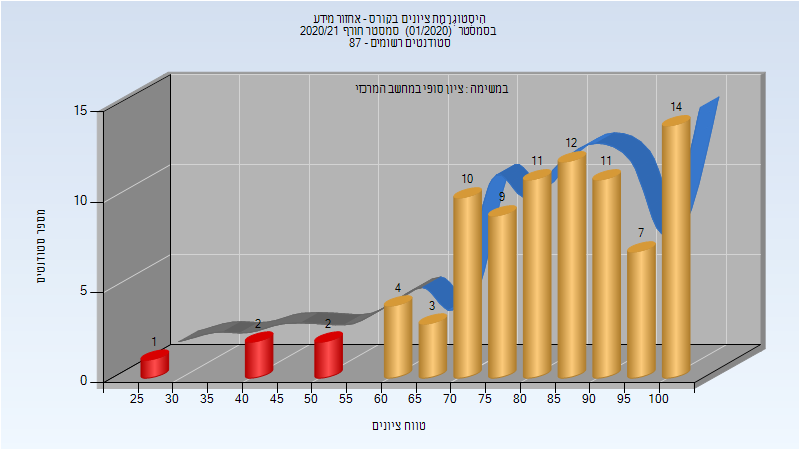 היסטוגרמת ציונים בקורס - אחזור מידע
בסמסטר (01/2020) סמסטר חורף 2020/21
סטודנטים רשומים - 87
במשימה : ציון סופי במחשב המרכזי
מספר סטודנטים
15
10
5
0
1
2
2
4
3
10
9
11
12
11
7
14
25 30 35 40 45 50 55 60 65 70 75 80 85 90 95 100
טווח ציונים